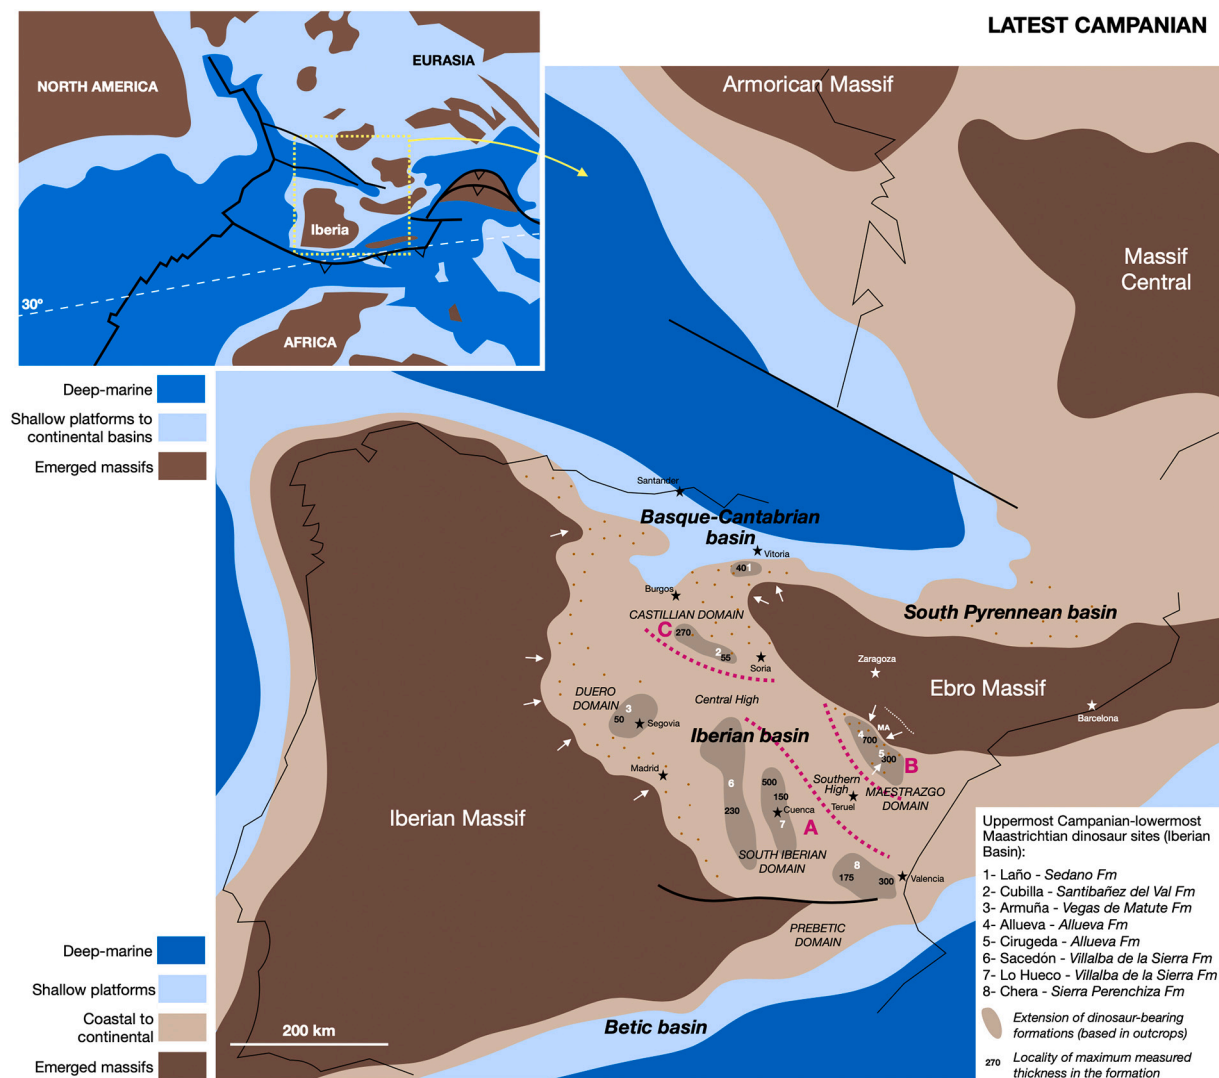 LATEST CAMPANIAN
NORTH AMERICA
EURASIA
Iberia
30º
AFRICA
Deep-marine
Shallow platforms to
continental basins
Emerged massifs
Armorican Massif
Massif
Central
Santander
Basque-Cantabrian
basin
Vitoria
40 1
Burgos
CASTILLIAN DOMAIN
South Pyrennean basin
C
270
2
55
Soria
Zaragoza
Ebro Massif
Barcelona
DUERO
DOMAIN
Central High
3
50
Segovia
Iberian basin
MA
4
700
5
300
B
Madrid
6
230
500
150
Cuenca
7
Southern
High
Teruel
MAESTRAZGO
DOMAIN
A
Iberian Massif
SOUTH IBERIAN
DOMAIN
8
175
300
Valencia
PREBETIC
DOMAIN
Betic basin
200 km
Deep-marine
Shallow platforms
Coastal to
continental
Emerged massifs
Uppermost Campanian-lowermost
Maastrichtian dinosaur sites (Iberian
Basin):
1- Laño - Sedano Fm
2- Cubilla - Santibañez del Val Fm
3- Armuña - Vegas de Matute Fm
4- Allueva - Allueva Fm
5- Cirugeda - Allueva Fm
6- Sacedón - Villalba de la Sierra Fm
7- Lo Hueco - Villalba de la Sierra Fm
8- Chera - Sierra Perenchiza Fm
Extension of dinosaur-bearing
formations (based in outcrops)
270 Locality of maximum measured
thickness in the formation